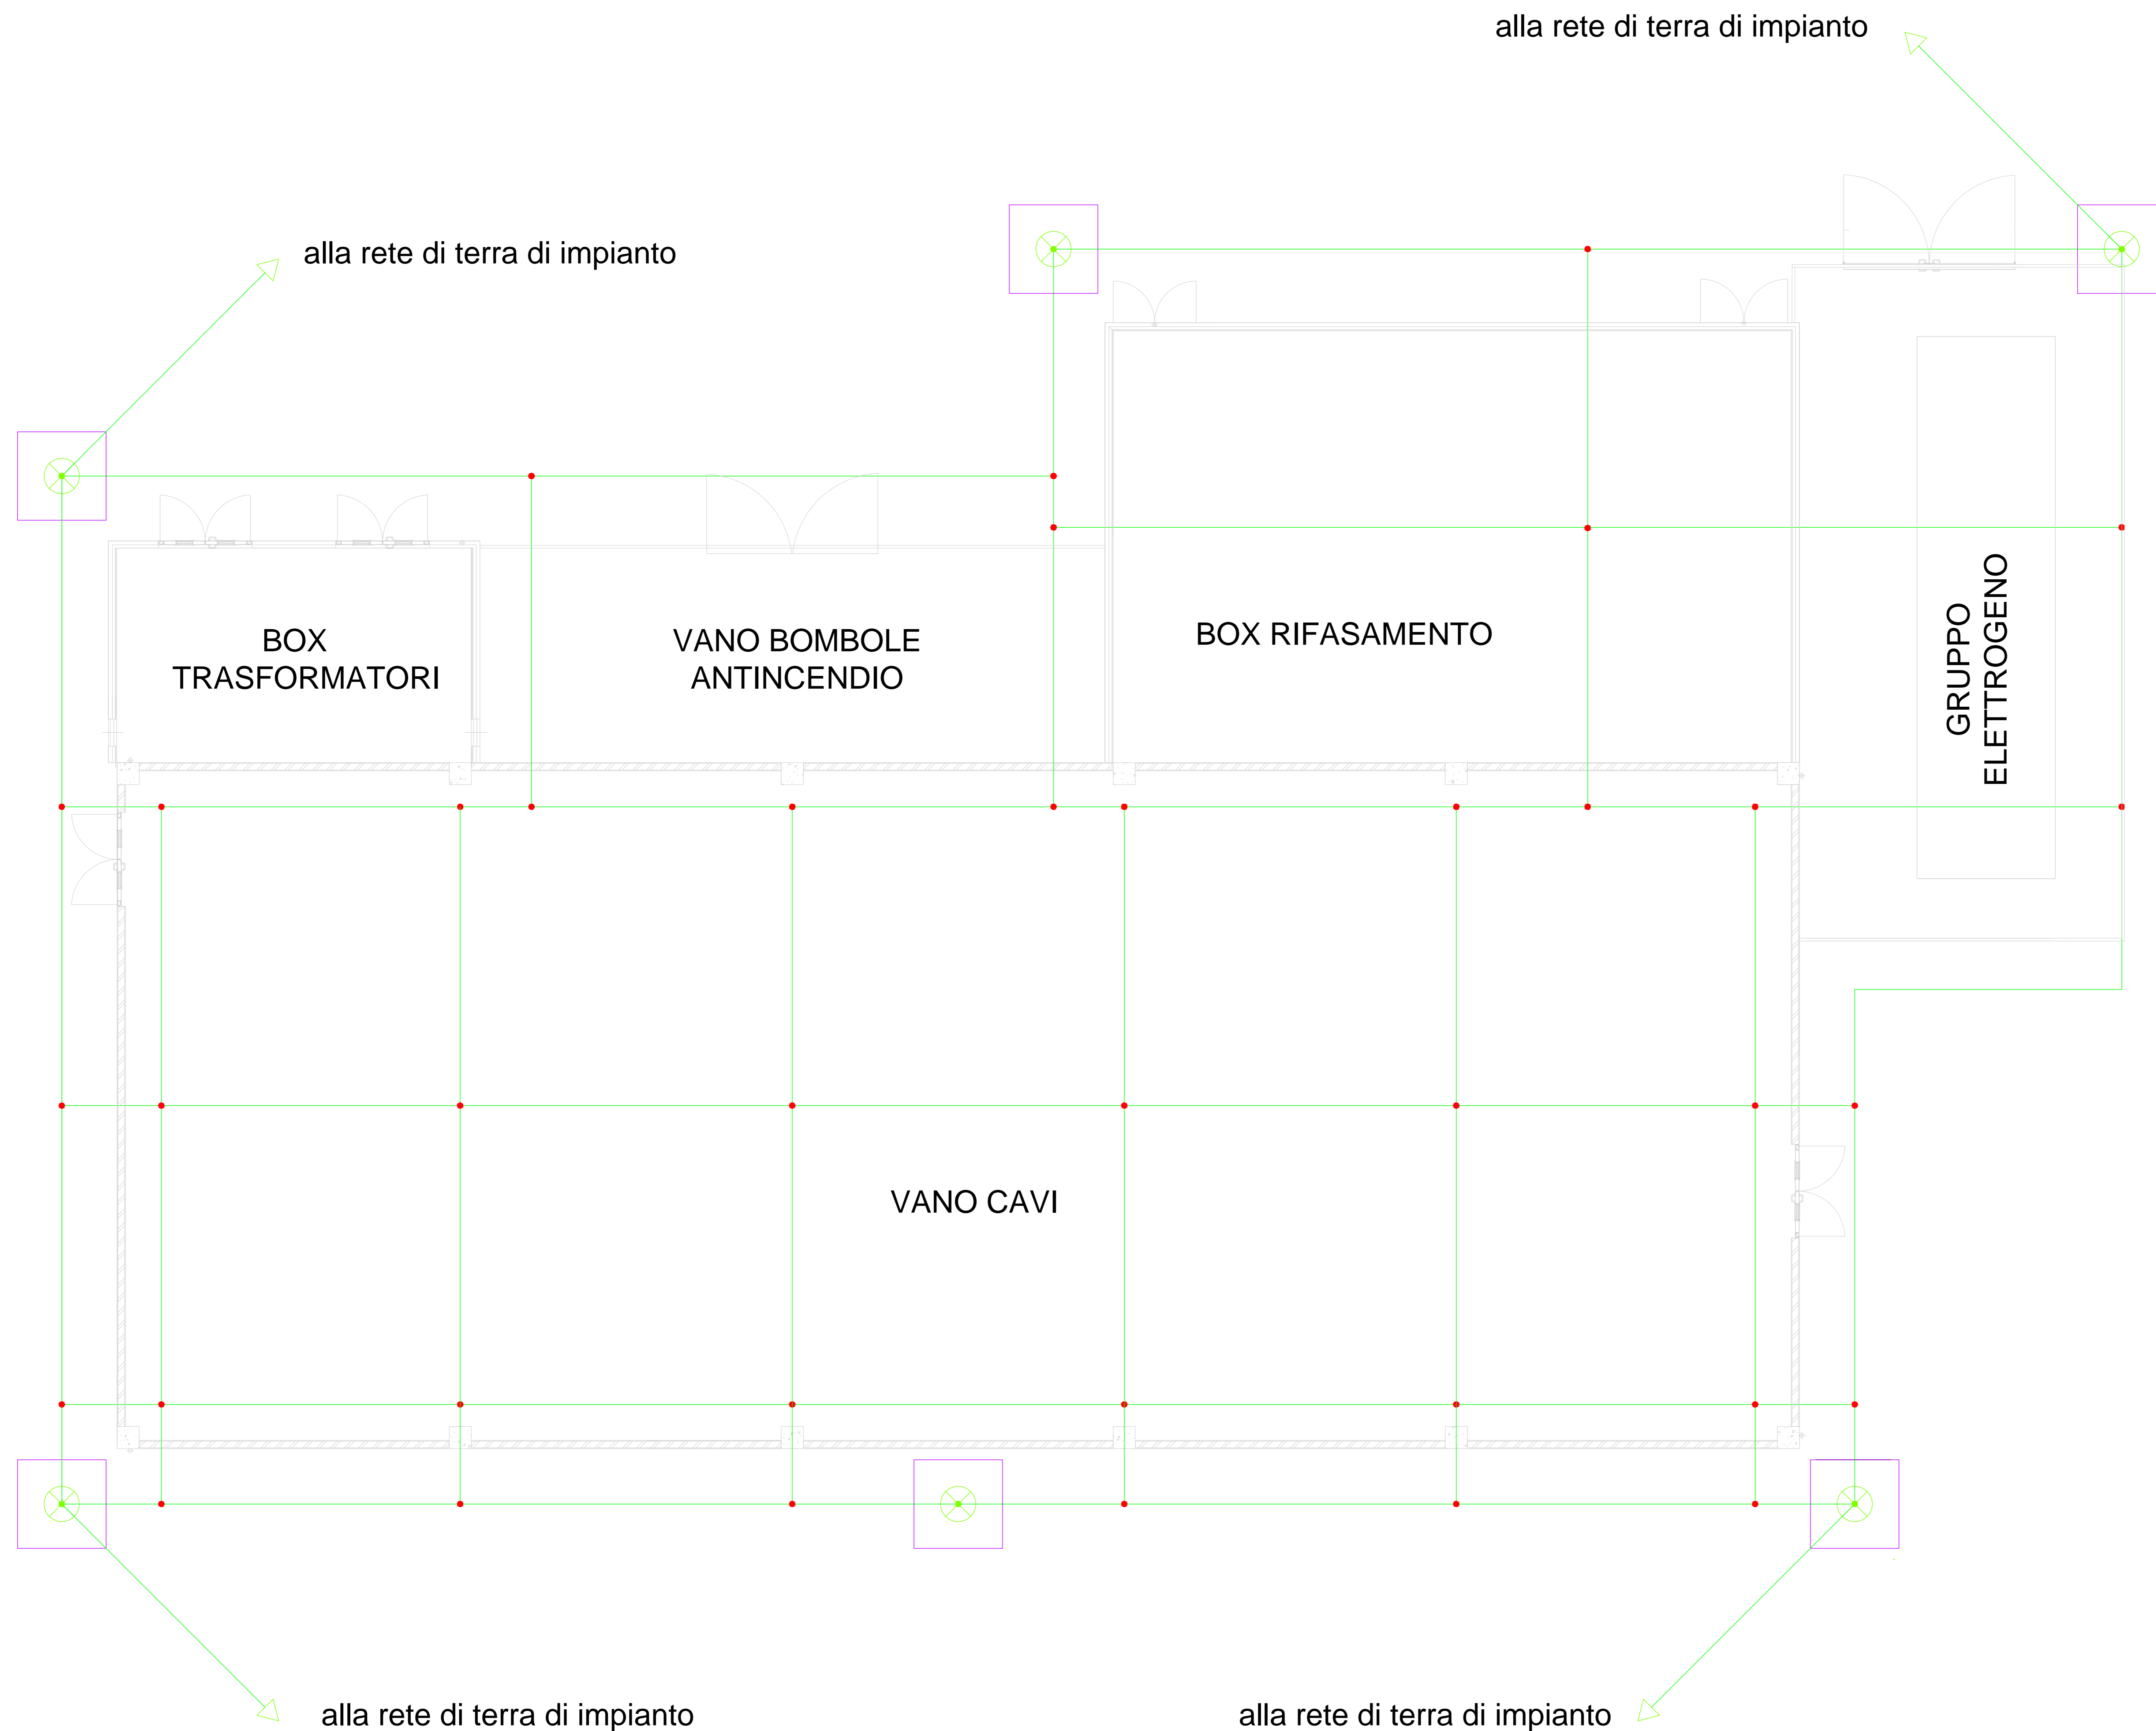 alla rete di terra di impianto
alla rete di terra di impianto
BOX
TRASFORMATORI
VANO BOMBOLE
ANTINCENDIO
BOX RIFASAMENTO
GRUPPO
ELETTROGENO
VANO CAVI
alla rete di terra di impianto
alla rete di terra di impianto